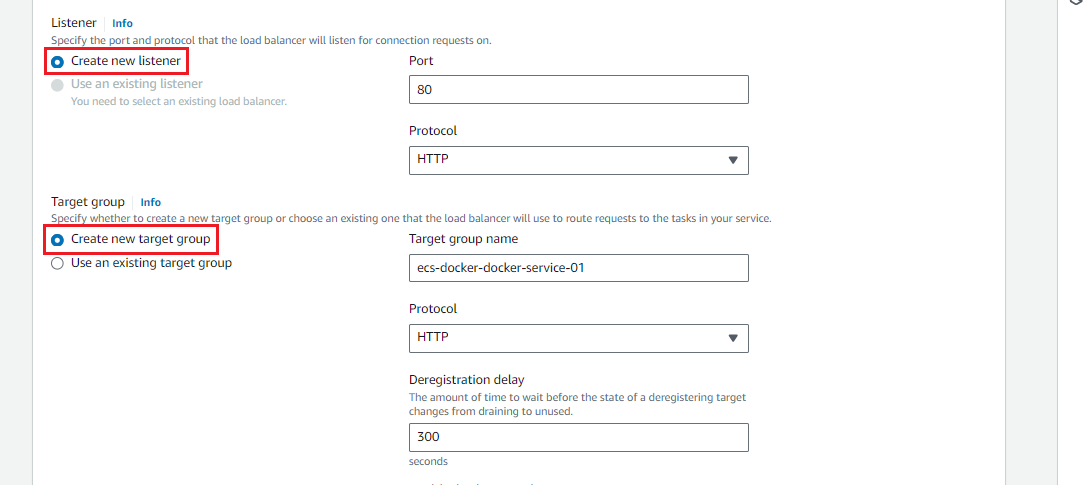 Listener Info
Specify the port and protocol that the load balancer will listen for connection requests on.
Create new listener
Port
80
Use an existing listener
You need to select an existing load balancer.
Protocol
HTTP
Target group Info
Specify whether to create a new target group or choose an existing one that the load balancer will use to route requests to the tasks in your service.
Create new target group
Target group name
Use an existing target group
ecs-docker-docker-service-01
Protocol
HTTP
Deregistration delay
The amount of time to wait before the state of a deregistering target
changes from draining to unused.
300
seconds